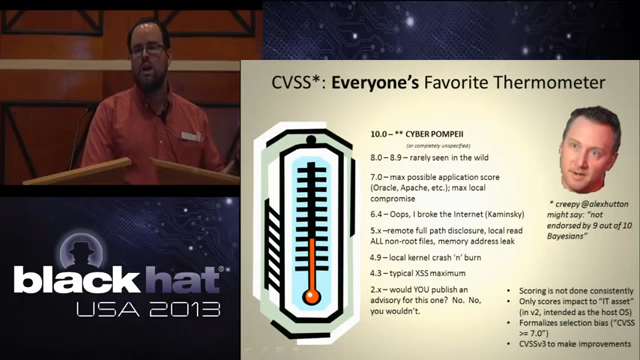 CVSS*: Everyone's Favorite Thermometer
10.0 – ** CYBER POMPEII
(or completely unspecified)
8.0 – 8.9 – rarely seen in the wild
7.0 – max possible application score
(Oracle, Apache, etc.); max local
compromise
6.4 – Oops, I broke the Internet (Kaminsky)
5.x – remote full path disclosure, local read
ALL non-root files, memory address leak
4.9 – local kernel crash 'n' burn
4.3 – typical XSS maximum
2.x – would YOU publish an
advisory for this one? No. No,
you wouldn't.
* creepy @alexhutton
might say: "not
endorsed by 9 out of 10
Bayesians"
• Scoring is not done consistently
• Only scores impact to "IT asset"
(in v2, intended as the host OS)
• Formalizes selection bias ("CVSS
>= 7.0")
• CVSSv3 to make improvements
black hat
USA 2013